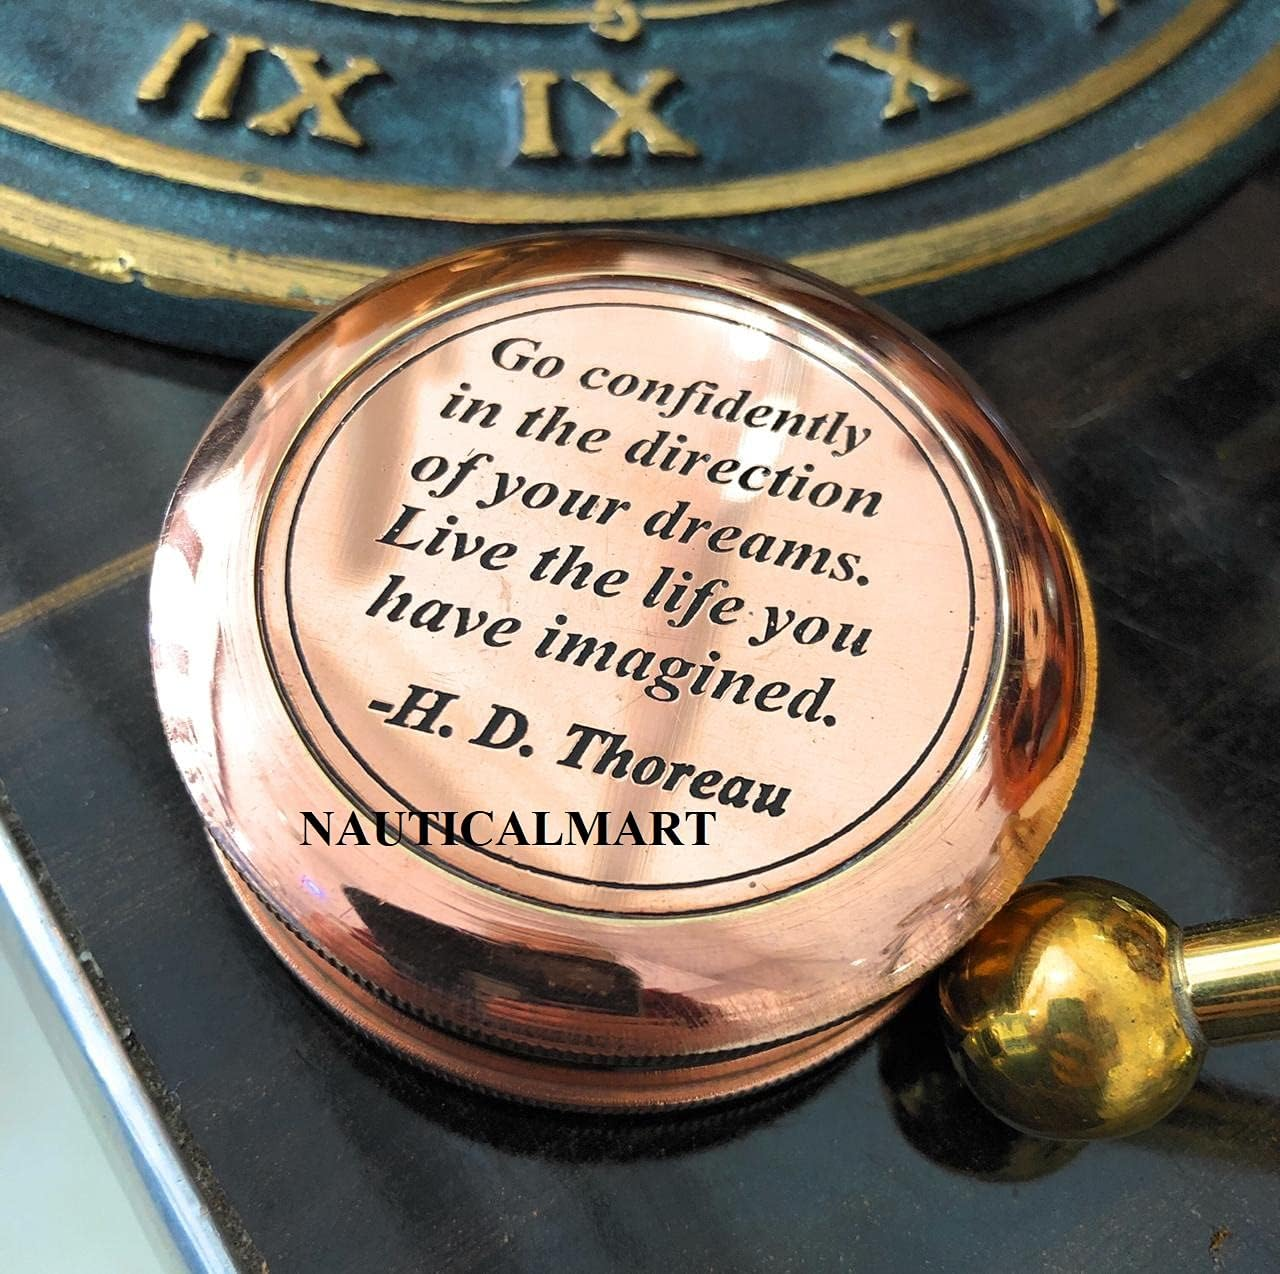 S
IIX IX X
Go confidently
in the direction
of your dreams.
Live the life you
have imagined.
-H. D. Thoreau
NAUTICALMART